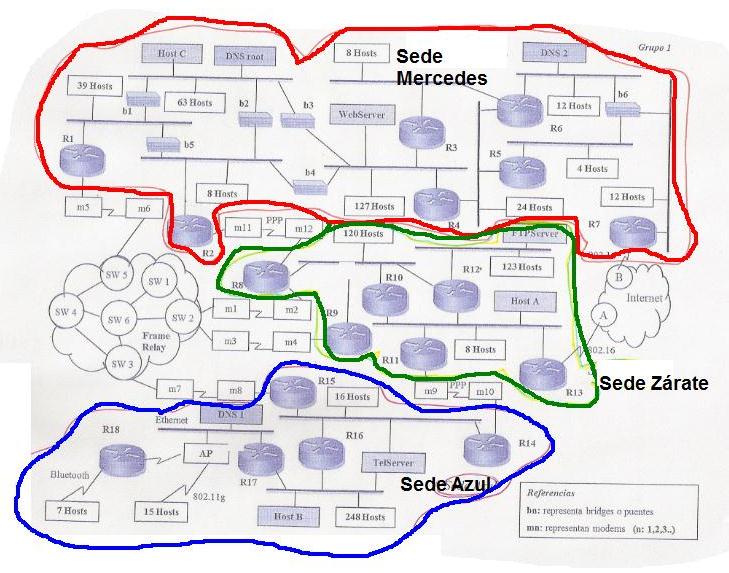 Grupo 1
Host C
DNS root
8 Hosts
Sede
Mercedes
DNS 2
39 Hosts
b1
63 Hosts
b2
b3
12 Hosts
b6
WebServer
R1
R3
R6
b5
R5
4 Hosts
b4
8 Hosts
127 Hosts
12 Hosts
R4
24 Hosts
m5
m6
R2
m11
PPP
m12
R7
120 Hosts
FTPServer
R8
R10
R12
123 Hosts
B
Internet
SW 5
SW 1
SW 4
SW 6
SW 2
m1
m2
R9
Host A
A
Frame
Relay
m3
m4
R11
8 Hosts
802.16
SW 3
R13
Sede Zárate
m7
m8
R15
16 Hosts
m9
PPP
m10
Ethernet
DNS 1
R18
R16
R14
AP
R17
TelServer
Bluetooth
Sede Azul
802.11g
7 Hosts
15 Hosts
Host B
248 Hosts
Referencias
bn: representa bridges o puentes
mn: representan modems (n: 1,2,3..)